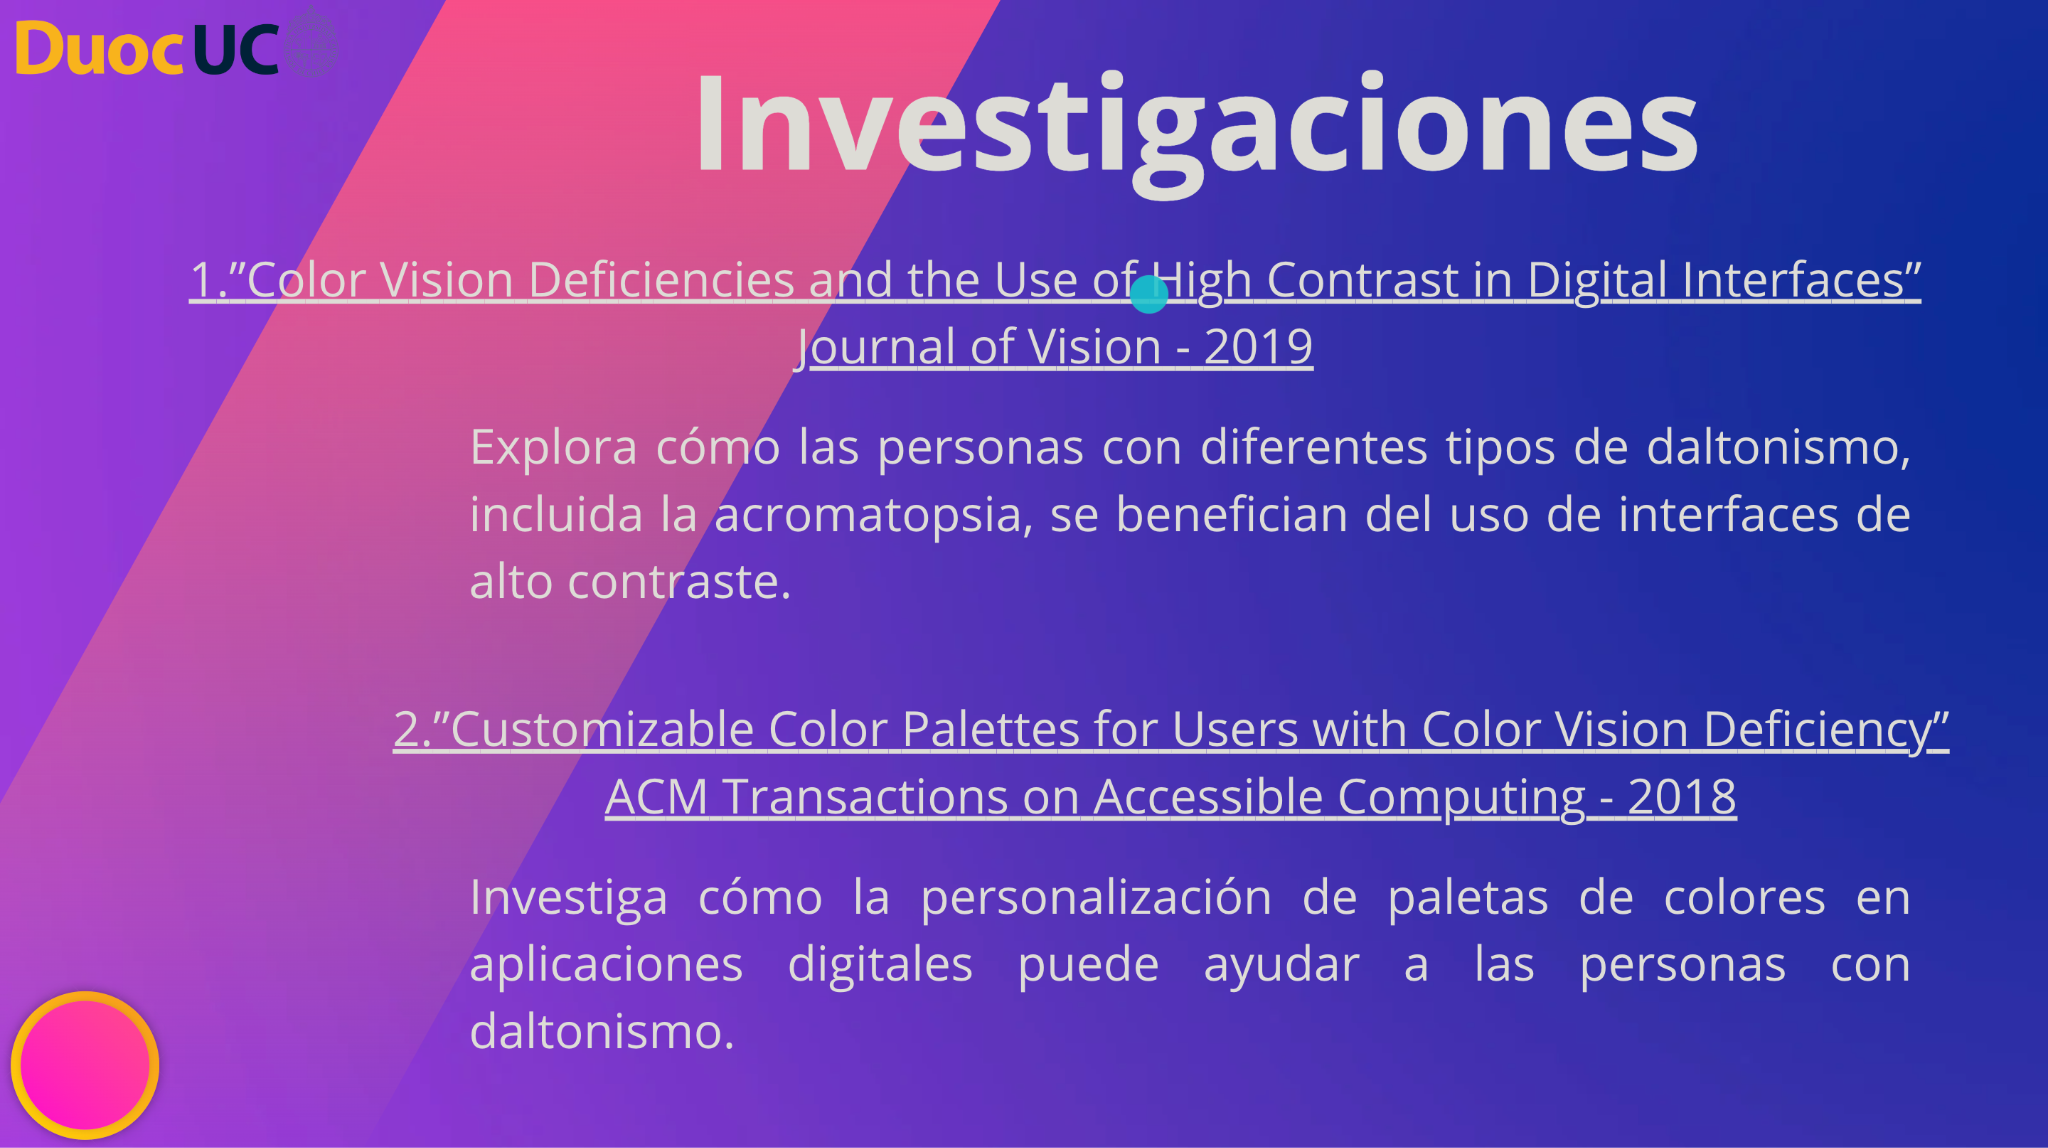 Duoc UC
Investigaciones
1.”Color Vision Deficiencies and the Use of High Contrast in Digital Interfaces”
Journal of Vision - 2019
Explora cómo las personas con diferentes tipos de daltonismo,
incluida la acromatopsia, se benefician del uso de interfaces de
alto contraste.
2.”Customizable Color Palettes for Users with Color Vision Deficiency”
ACM Transactions on Accessible Computing - 2018
Investiga cómo la personalización de paletas de colores en
aplicaciones digitales puede ayudar a las personas con
daltonismo.